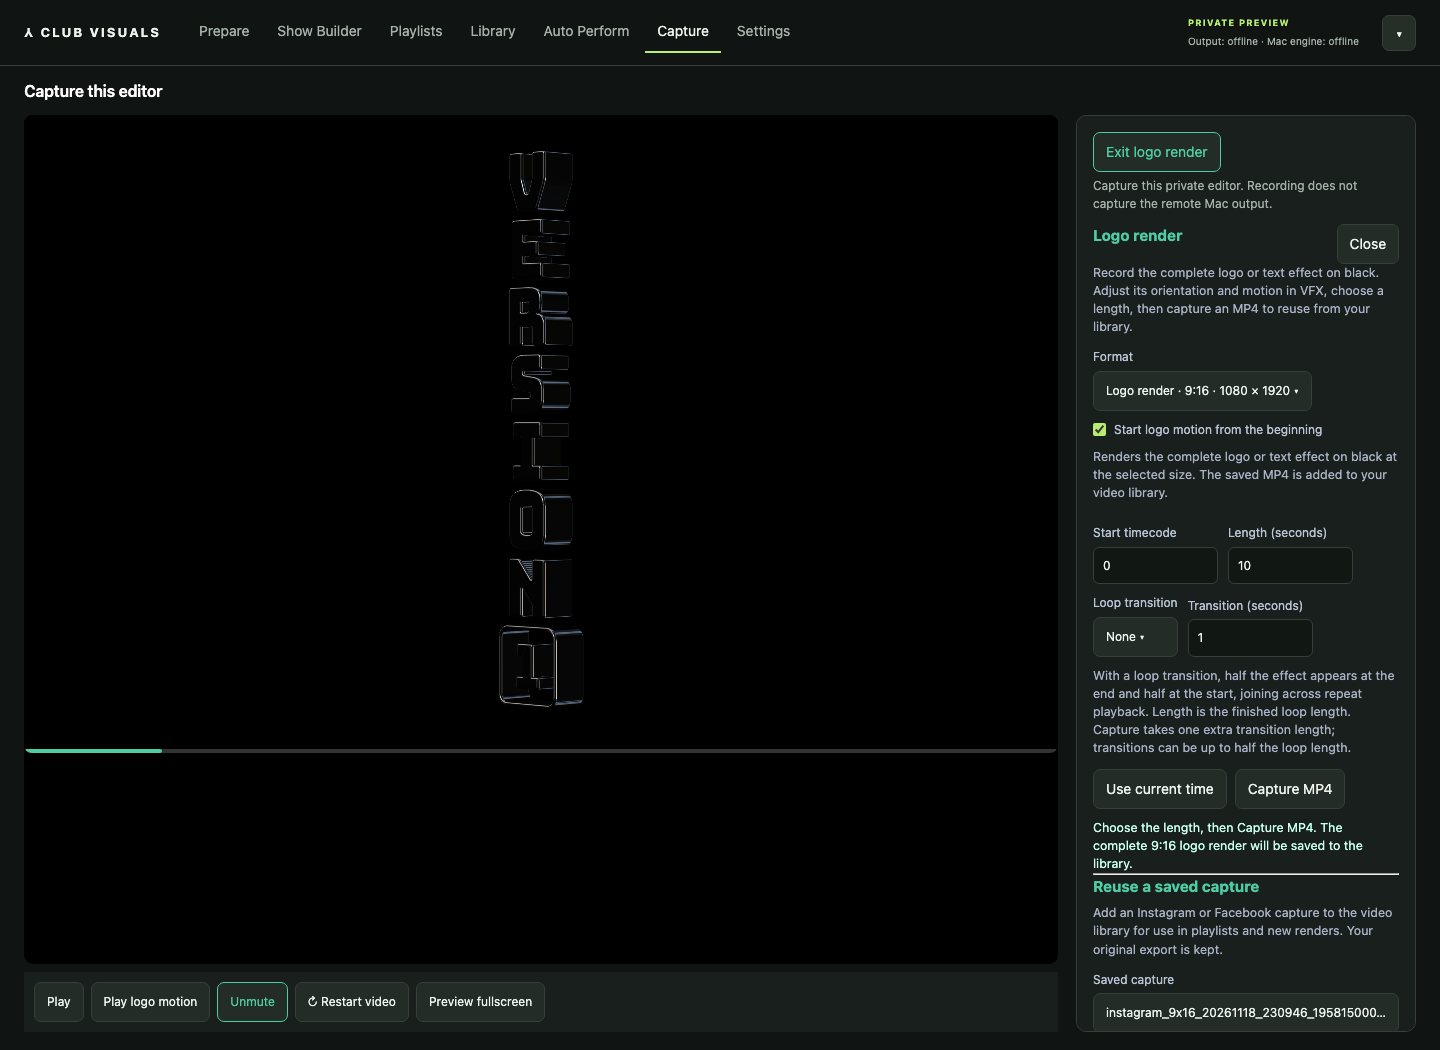 ⅄ CLUB VISUALS
Prepare
Show Builder
Playlists
Library
Auto Perform
Capture
Settings
PRIVATE PREVIEW
Output: offline · Mac engine: offline
Capture this editor
VERSION
E
Exit logo render
Capture this private editor. Recording does not
capture the remote Mac output.
Logo render
Close
Record the complete logo or text effect on black.
Adjust its orientation and motion in VFX, choose a
length, then capture an MP4 to reuse from your
library.
Format
Logo render · 9:16 · 1080 × 1920
Start logo motion from the beginning
Renders the complete logo or text effect on black at
the selected size. The saved MP4 is added to your
video library.
Start timecode
Length (seconds)
0
10
Loop transition
Transition (seconds)
None
1
With a loop transition, half the effect appears at the
end and half at the start, joining across repeat
playback. Length is the finished loop length.
Capture takes one extra transition length;
transitions can be up to half the loop length.
Use current time
Capture MP4
Choose the length, then Capture MP4. The
complete 9:16 logo render will be saved to the
library.
Reuse a saved capture
Add an Instagram or Facebook capture to the video
library for use in playlists and new renders. Your
original export is kept.
Saved capture
instagram_9x16_20261118_230946_195815000...
Play
Play logo motion
Unmute
↻ Restart video
Preview fullscreen